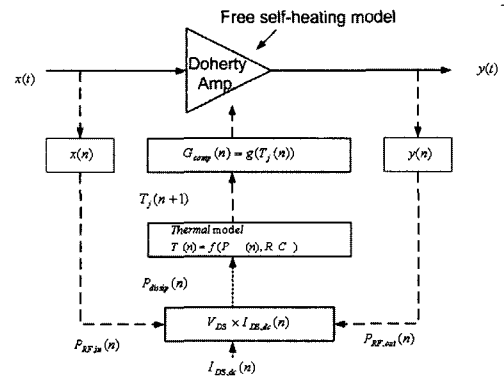 Free self-heating model
Doherty
Amp
x(t)
y(t)
x(n)
G_comp(n) = g(T_j(n))
y(n)
T_j(n+1)
Thermal model
T (n) = f(P (n), R C )
P_dissip(n)
V_DS × I_DS,dc(n)
P_RF,in(n)
P_RF,out(n)
I_DS,dc(n)